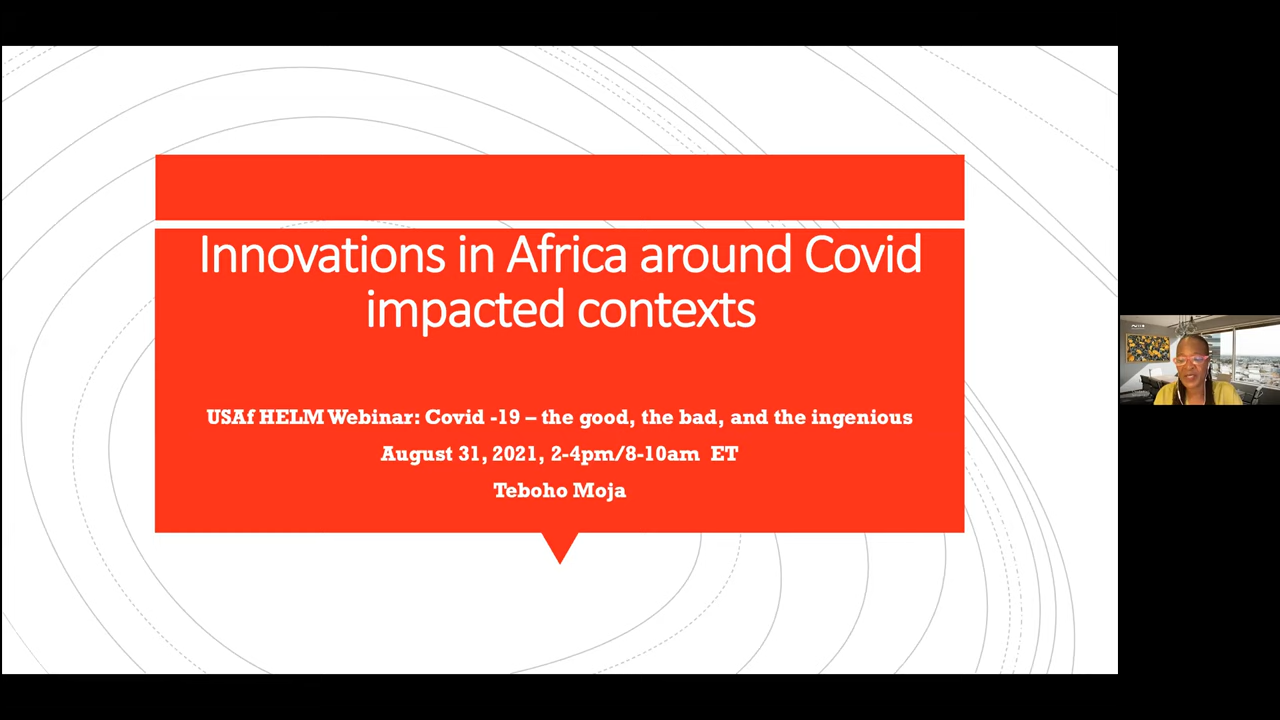 Innovations in Africa around Covid
impacted contexts
USAf HELM Webinar: Covid -19 – the good, the bad, and the ingenious
August 31, 2021, 2-4pm/8-10am ET
Teboho Moja